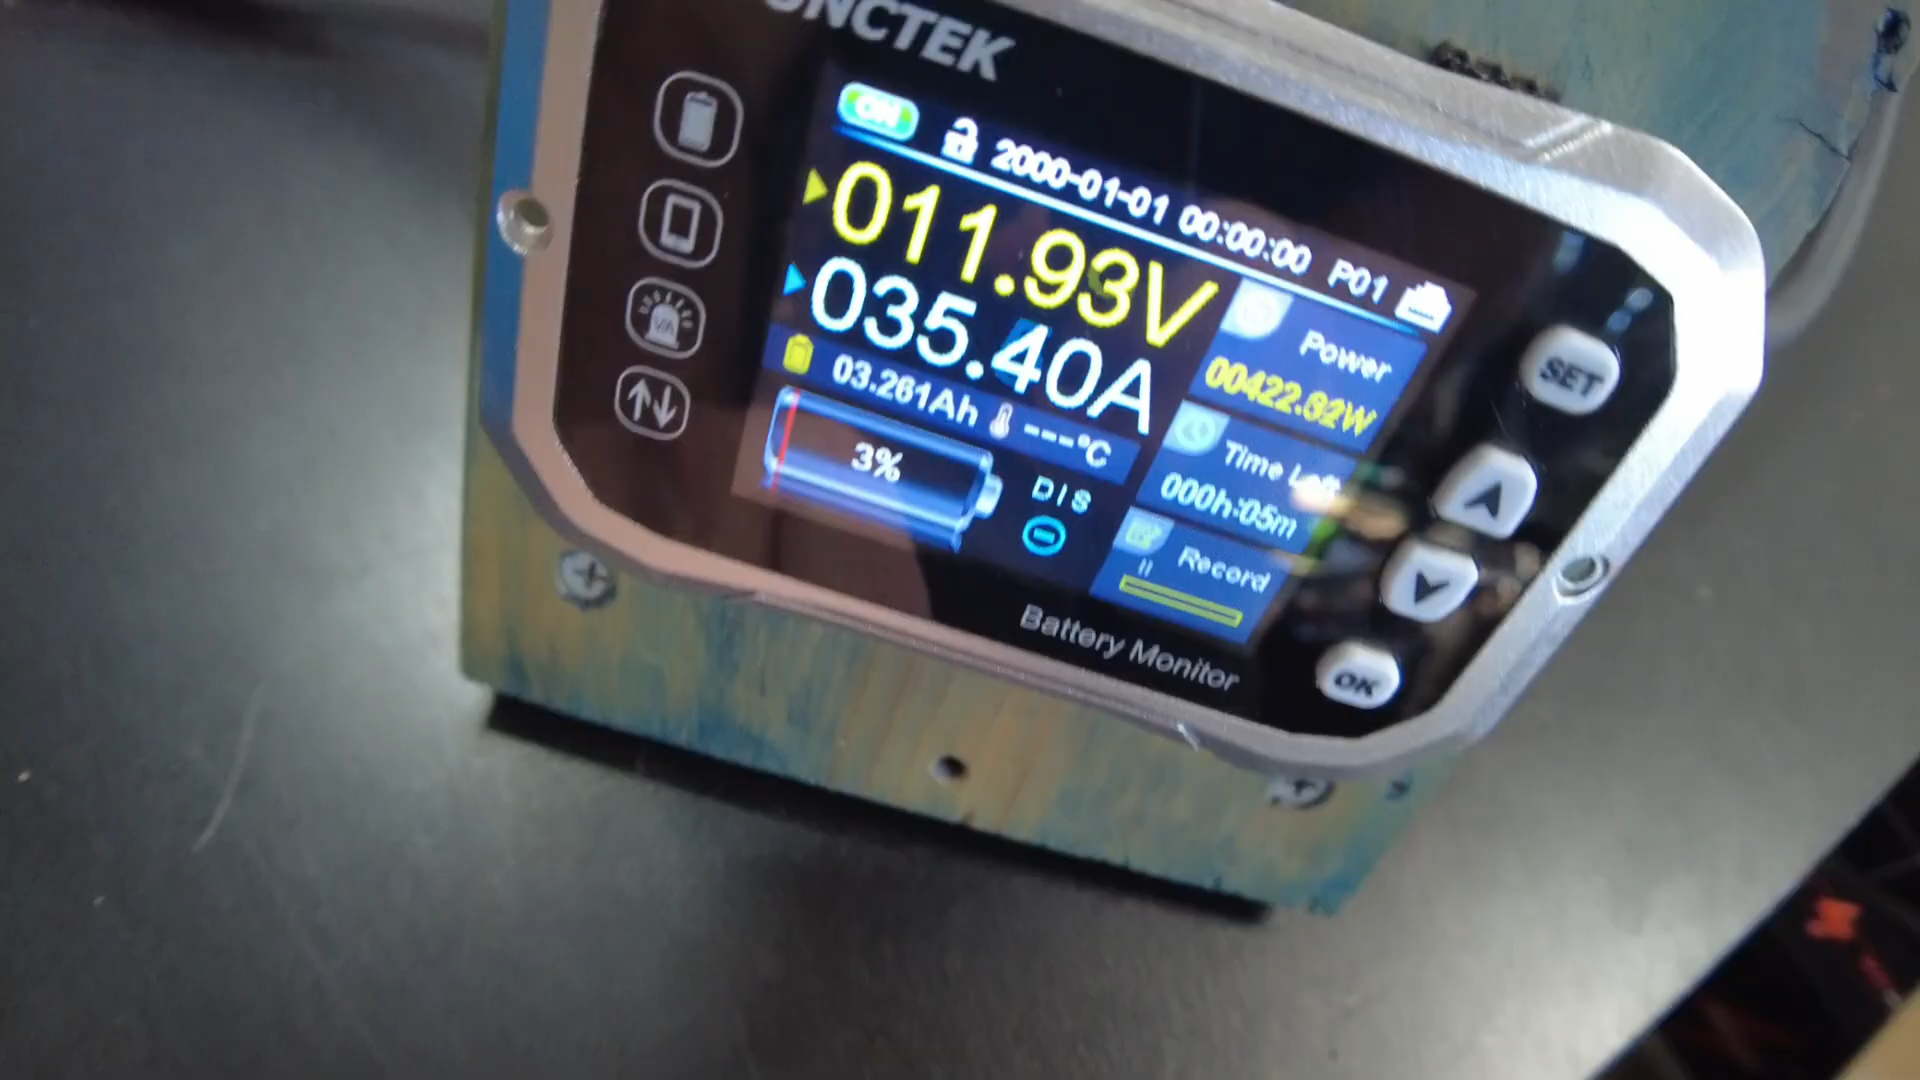 NCTEK
ON 2000-01-01 00:00:00 P01
011.93V
035.40A
03.261Ah ---°C
3%
DIS
Power
00422.32W
Time Left
000h:05m
Record
Battery Monitor
SET
OK